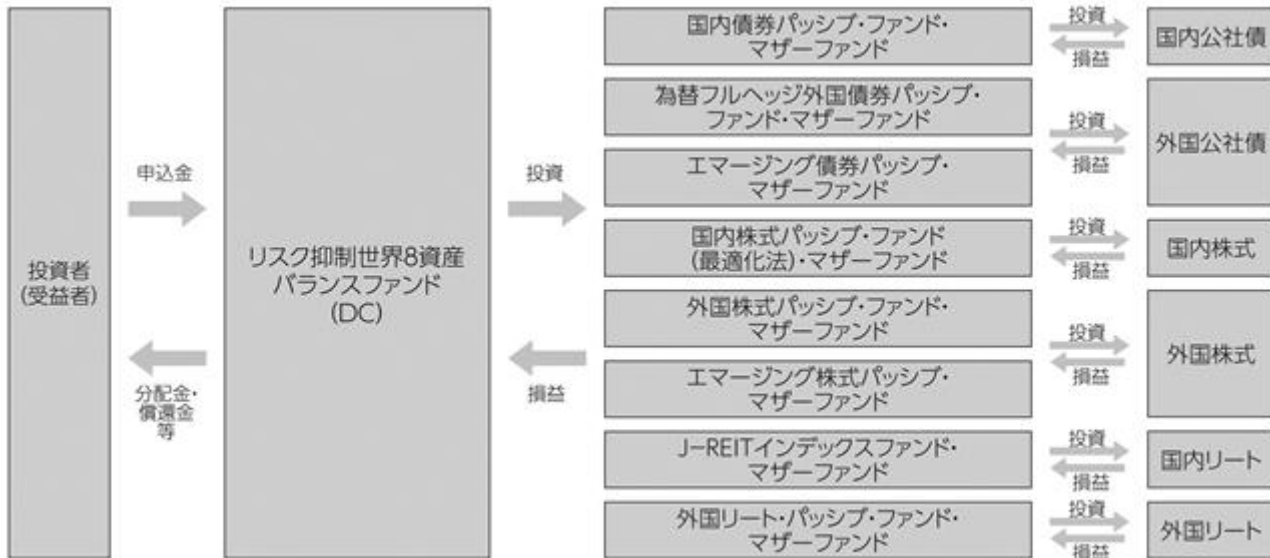 投資者
(受益者)
申込金
分配金・
償還金
等
リスク抑制世界8資産
バランスファンド
(DC)
投資
損益
国内債券パッシブ・ファンド・
マザーファンド
投資
損益
国内公社債
為替フルヘッジ外国債券パッシブ・
ファンド・マザーファンド
エマージング債券パッシブ・
マザーファンド
投資
損益
外国公社債
国内株式パッシブ・ファンド
(最適化法)・マザーファンド
投資
損益
国内株式
外国株式パッシブ・ファンド・
マザーファンド
エマージング株式パッシブ・
マザーファンド
投資
損益
外国株式
J-REITインデックスファンド・
マザーファンド
投資
損益
国内リート
外国リート・パッシブ・ファンド・
マザーファンド
投資
損益
外国リート